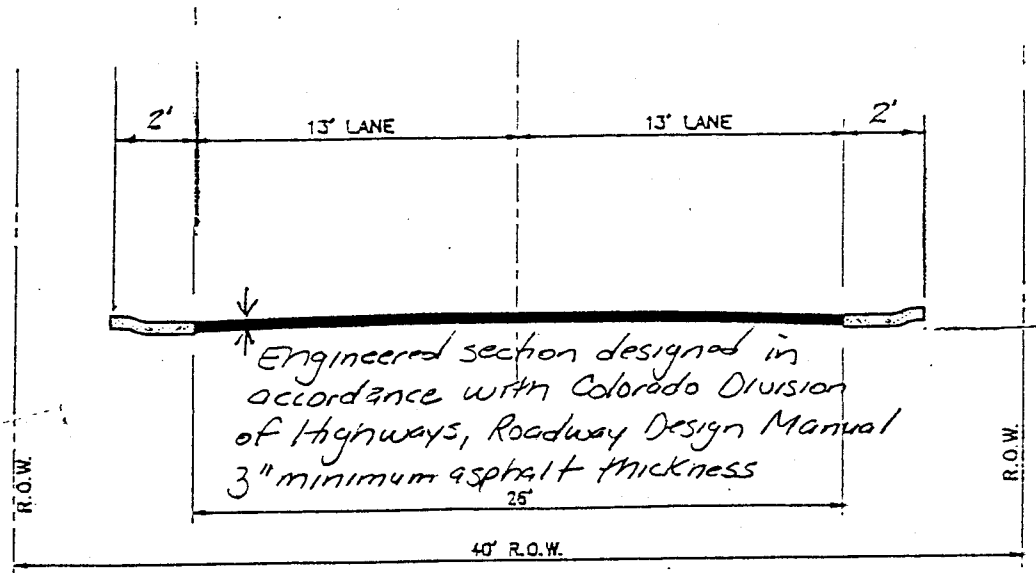 2'
13' LANE
13' LANE
2'
Engineered section designed in
accordance with Colorado Division
of Highways, Roadway Design Manual
3" minimum asphalt thickness
R.O.W.
26'
R.O.W.
40' R.O.W.